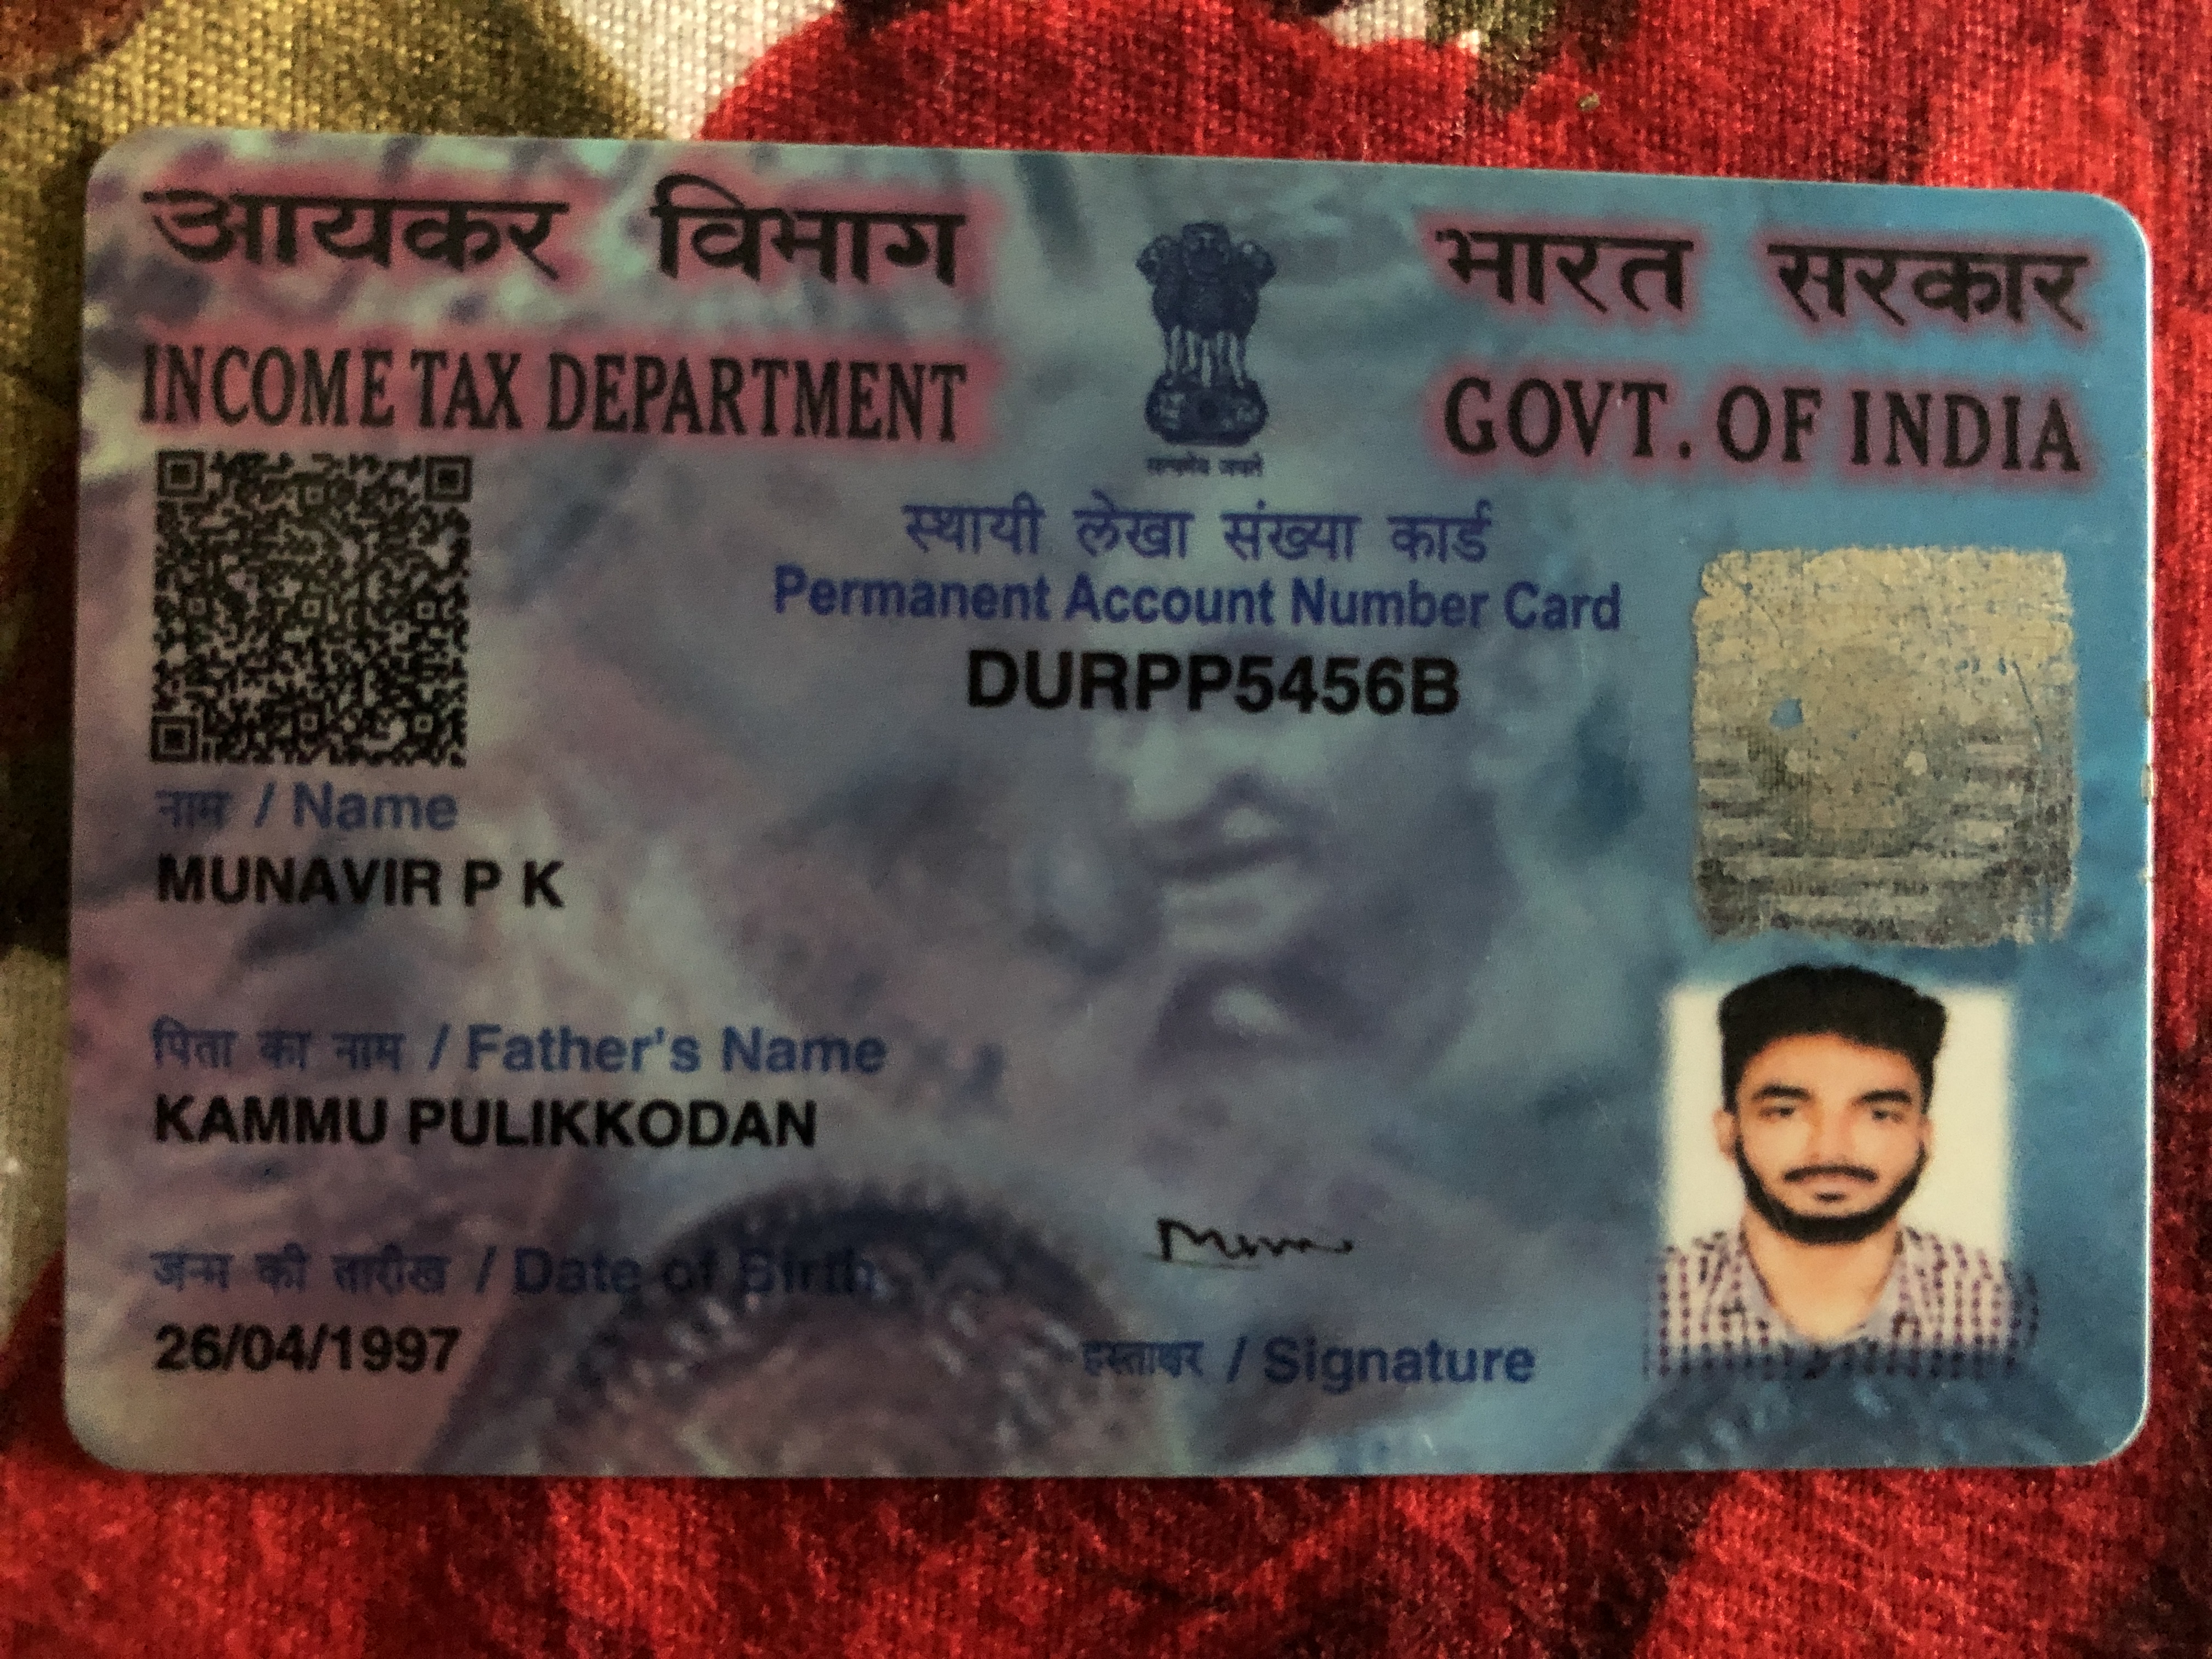 आयकर विभाग
INCOME TAX DEPARTMENT
भारत सरकार
GOVT. OF INDIA
सत्यमेव जयते
स्थायी लेखा संख्या कार्ड
Permanent Account Number Card
DURPP5456B
नाम / Name
MUNAVIR P K
पिता का नाम / Father's Name
KAMMU PULIKKODAN
जन्म की तारीख / Date of Birth
26/04/1997
हस्ताक्षर / Signature